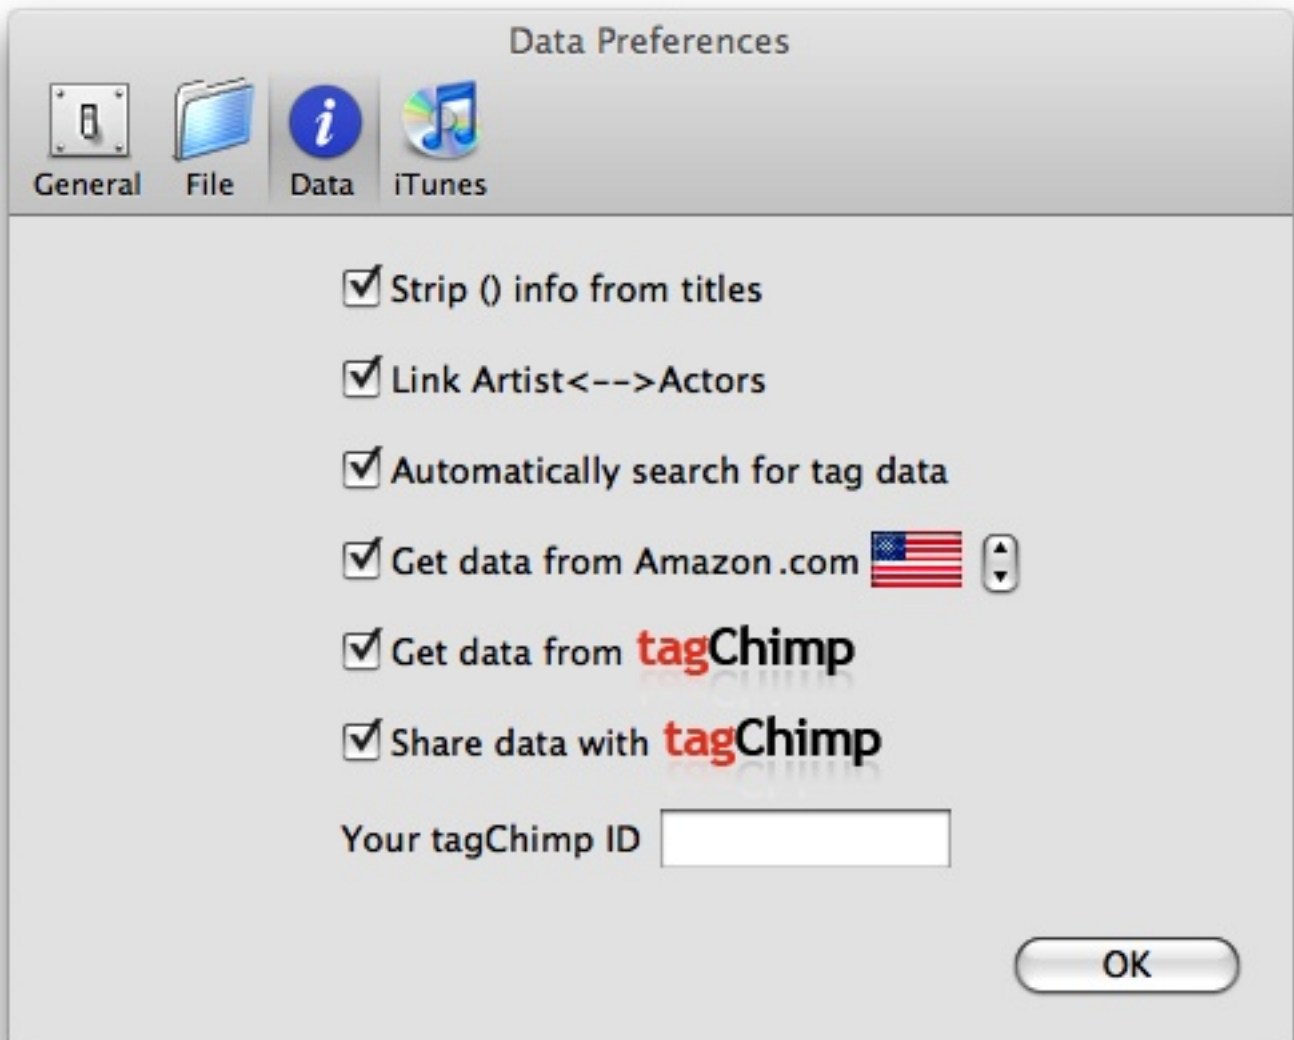 Data Preferences
General File Data iTunes
Strip () info from titles
Link Artist<-->Actors
Automatically search for tag data
Get data from Amazon.com
Get data from tagChimp
Share data with tagChimp
Your tagChimp ID
OK